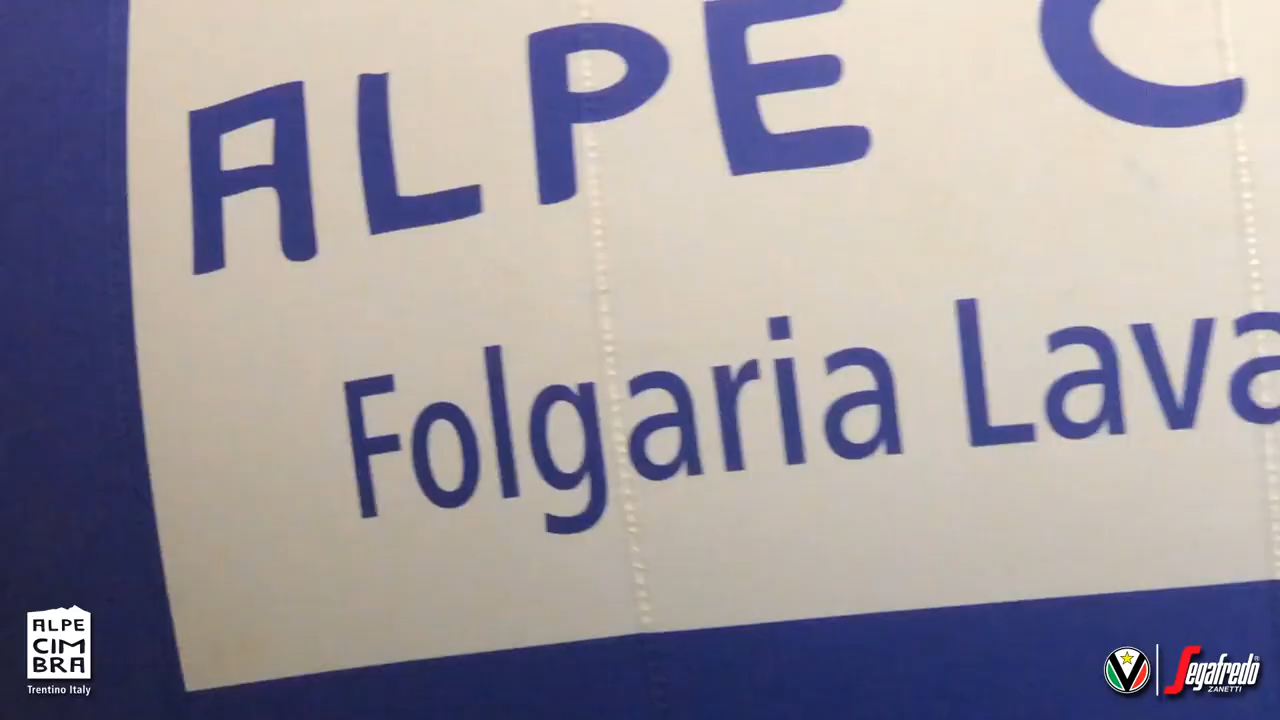 ALPE C
Folgaria Lava
ALPE
CIM
BRA
Trentino Italy
V
Segafredo
ZANETTI